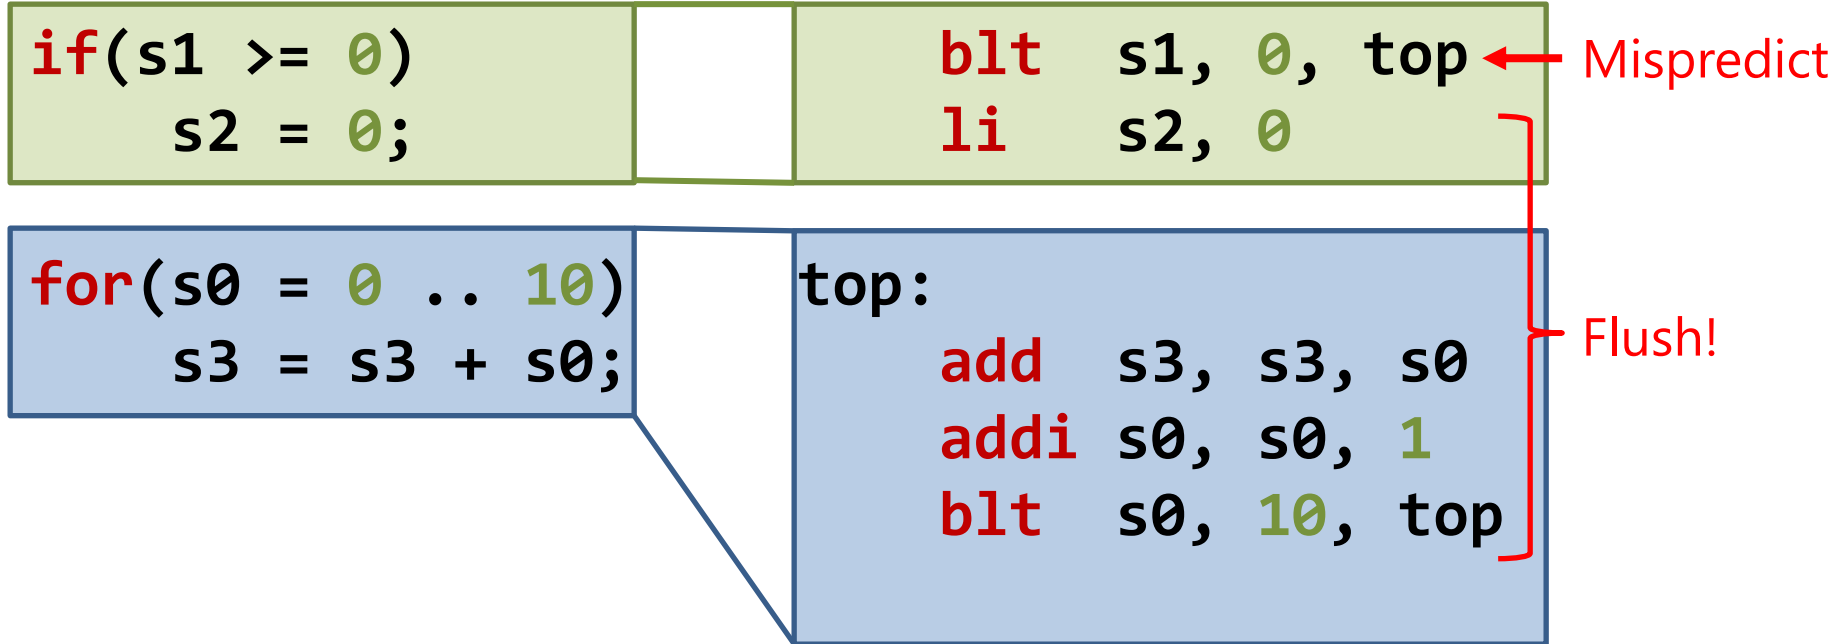 if(s1 >= 0)
    s2 = 0;
for(s0 = 0 .. 10)
    s3 = s3 + s0;
    blt  s1, 0, top
    li   s2, 0
top:
    add  s3, s3, s0
    addi s0, s0, 1
    blt  s0, 10, top
Mispredict
Flush!